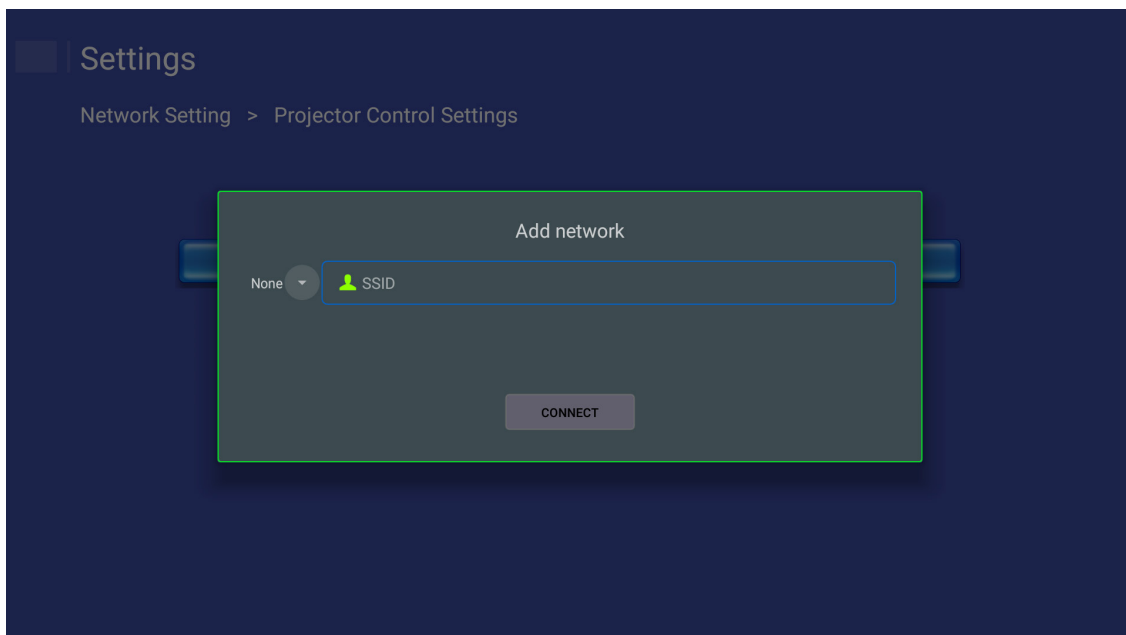 Settings
Network Setting > Projector Control Settings
Add network
None SSID
CONNECT